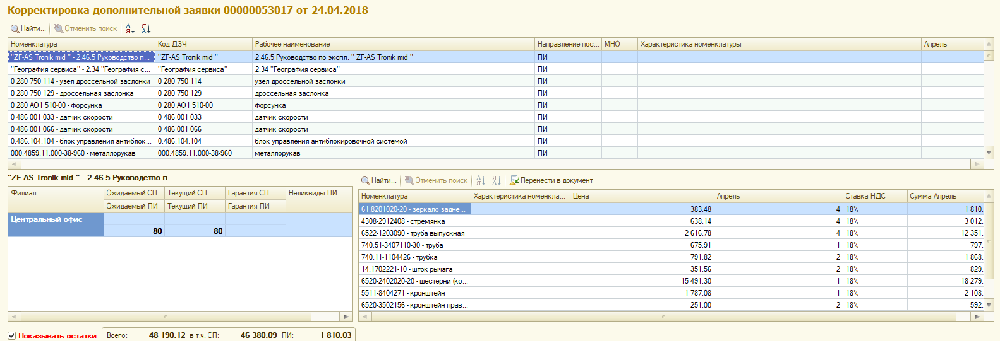 Корректировка дополнительной заявки 00000053017 от 24.04.2018
Найти... Отменить поиск
Номенклатура Код ДЗЧ Рабочее наименование Направление пос... МНО Характеристика номенклатуры Апрель
"ZF-AS Tronik mid " - 2.46.5 Руководство п... "ZF-AS Tronik mid " 2.46.5 Руководство по экспл. " ZF-AS Tronik mid " ПИ
"География сервиса" - 2.34 "География с... "География сервиса" 2.34 "География сервиса" ПИ
0 280 750 114 - узел дроссельной заслонки 0 280 750 114 узел дроссельной заслонки ПИ
0 280 750 129 - дроссельная заслонка 0 280 750 129 дроссельная заслонка ПИ
0 280 АО1 510-00 - форсунка 0 280 АО1 510-00 форсунка ПИ
0 486 001 033 - датчик скорости 0 486 001 033 датчик скорости ПИ
0 486 001 066 - датчик скорости 0 486 001 066 датчик скорости ПИ
0.486.104.104 - блок управления антиблок... 0.486.104.104 блок управления антиблокировочной системой ПИ
000.4859.11.000-38-960 - металлорукав 000.4859.11.000-38-960 металлорукав ПИ
"ZF-AS Tronik mid " - 2.46.5 Руководство п...
Филиал Ожидаемый СП Текущий СП Гарантия СП Неликвиды ПИ
Ожидаемый ПИ Текущий ПИ Гарантия ПИ
Центральный офис
80 80
Найти... Отменить поиск Перенести в документ
Номенклатура Характеристика номенкла... Цена Апрель Ставка НДС Сумма Апрель
61.8201020-20 - зеркало задне... 383,48 4 18% 1 810,
4308-2912408 - стремянка 638,14 4 18% 3 012,
6522-1203090 - труба выпускная 2 616,78 4 18% 12 351,
740.51-3407110-30 - труба 675,91 1 18% 797,
740.11-1104426 - трубка 791,82 2 18% 1 868,
14.1702221-10 - шток рычага 351,56 2 18% 829,
6520-2402020-20 - шестерни (ко... 15 491,30 1 18% 18 279,
5511-8404271 - кронштейн 1 787,08 1 18% 2 108,
6520-3502156 - кронштейн прав... 251,00 2 18% 592,
Показывать остатки Всего: 48 190,12 в т.ч. СП: 46 380,09 ПИ: 1 810,03